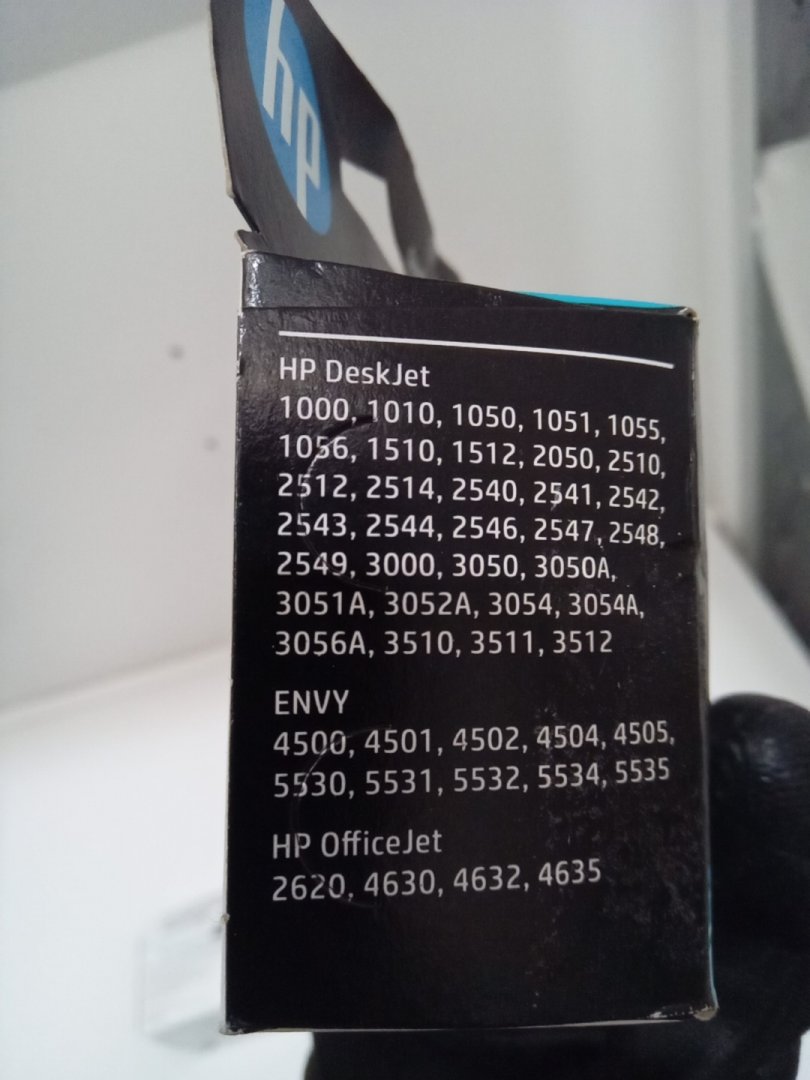 hp
HP DeskJet
1000, 1010, 1050, 1051, 1055,
1056, 1510, 1512, 2050, 2510,
2512, 2514, 2540, 2541, 2542,
2543, 2544, 2546, 2547, 2548,
2549, 3000, 3050, 3050A,
3051A, 3052A, 3054, 3054A,
3056A, 3510, 3511, 3512
ENVY
4500, 4501, 4502, 4504, 4505,
5530, 5531, 5532, 5534, 5535
HP OfficeJet
2620, 4630, 4632, 4635